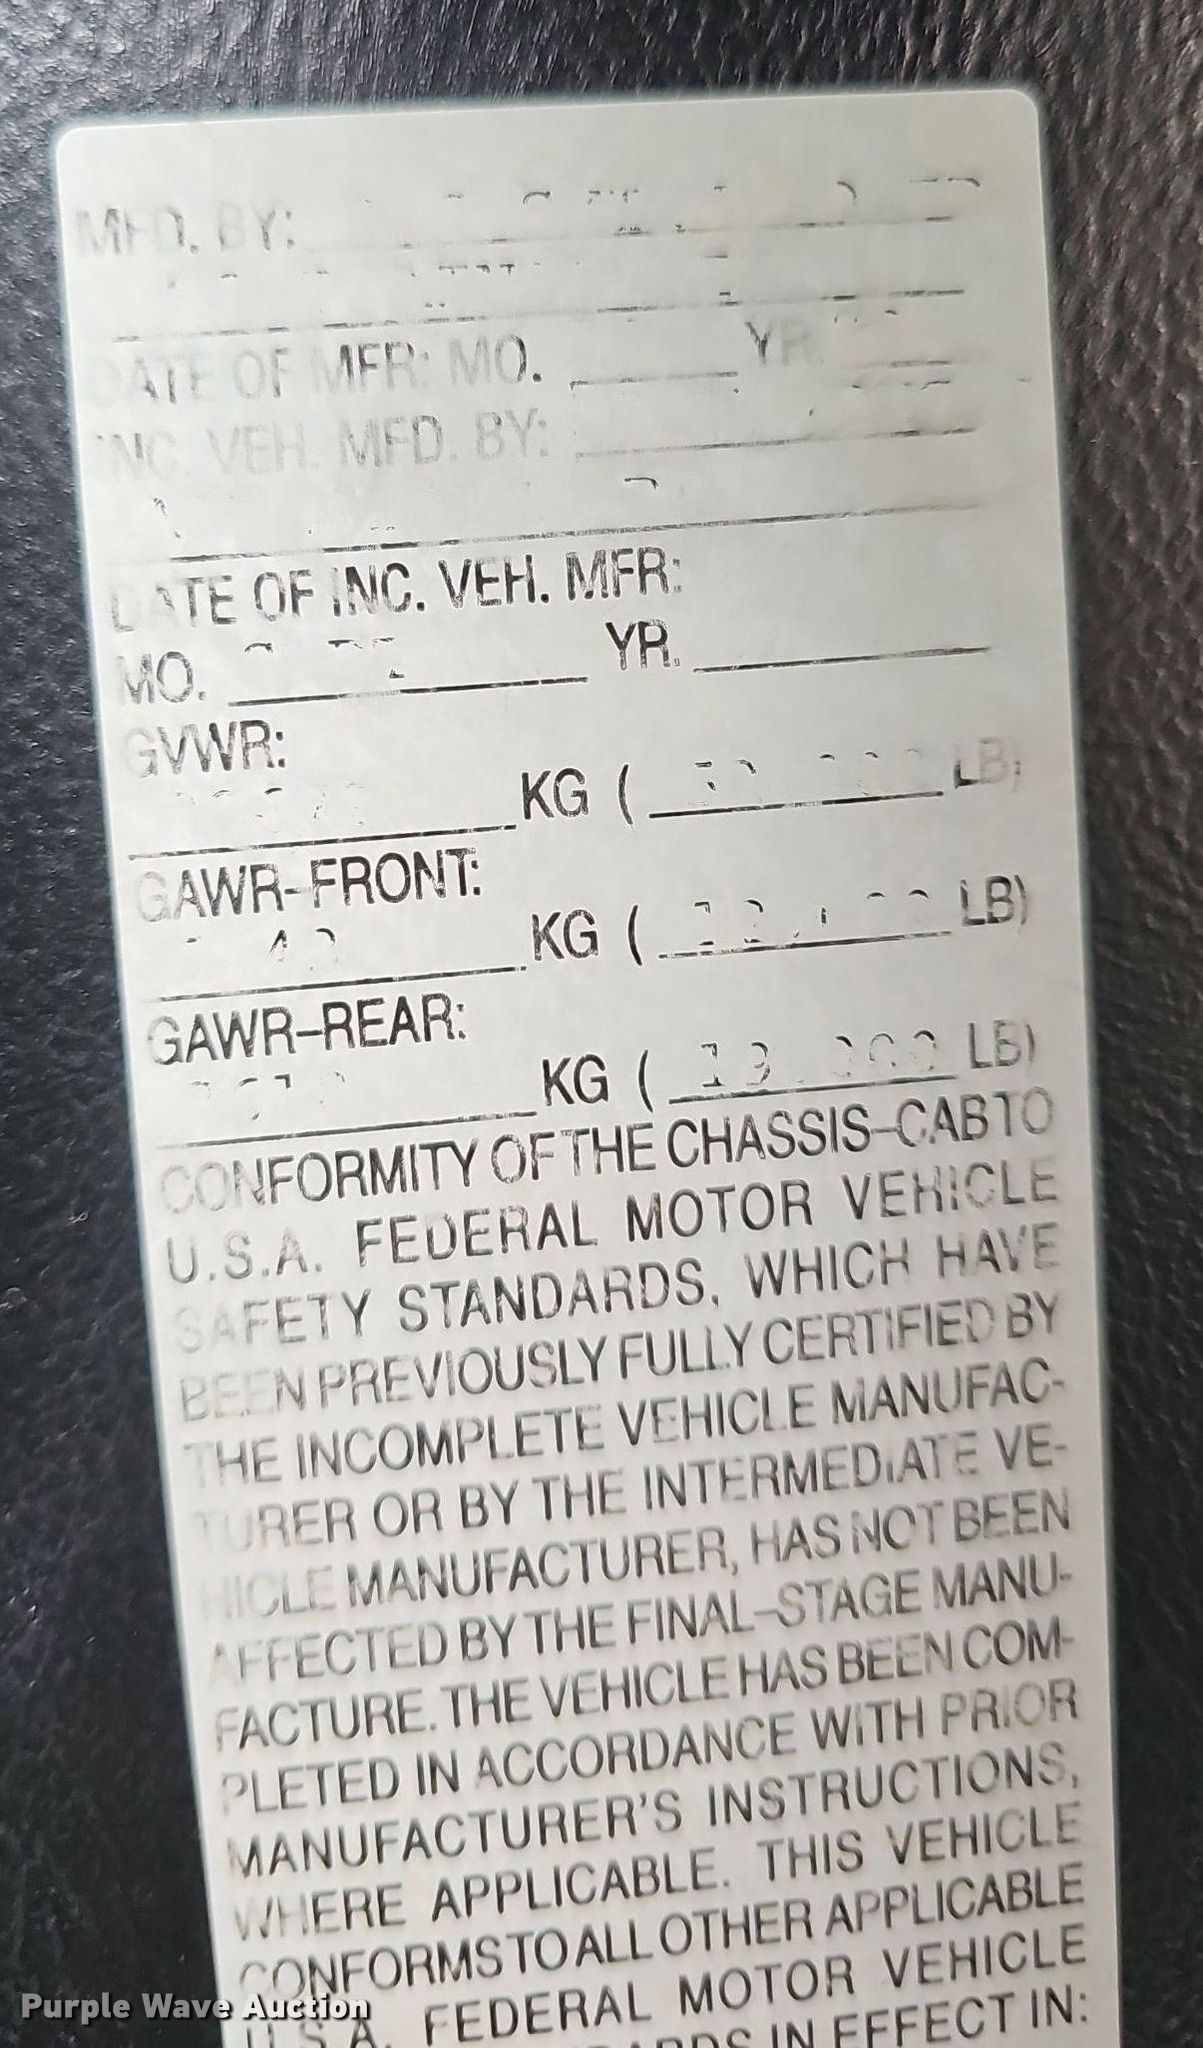 MFD. BY:
DATE OF MFR: MO. YR.
INC. VEH. MFD. BY:
DATE OF INC. VEH. MFR:
MO. YR.
GVWR:
KG ( LB)
GAWR-FRONT:
KG ( LB)
GAWR-REAR:
KG ( LB)
CONFORMITY OF THE CHASSIS-CAB TO
U.S.A. FEDERAL MOTOR VEHICLE
SAFETY STANDARDS, WHICH HAVE
BEEN PREVIOUSLY FULLY CERTIFIED BY
THE INCOMPLETE VEHICLE MANUFAC-
TURER OR BY THE INTERMEDIATE VE-
HICLE MANUFACTURER, HAS NOT BEEN
AFFECTED BY THE FINAL-STAGE MANU-
FACTURE. THE VEHICLE HAS BEEN COM-
PLETED IN ACCORDANCE WITH PRIOR
MANUFACTURER'S INSTRUCTIONS,
WHERE APPLICABLE. THIS VEHICLE
CONFORMS TO ALL OTHER APPLICABLE
U.S.A. FEDERAL MOTOR VEHICLE
IN EFFECT IN:
Purple Wave Auction